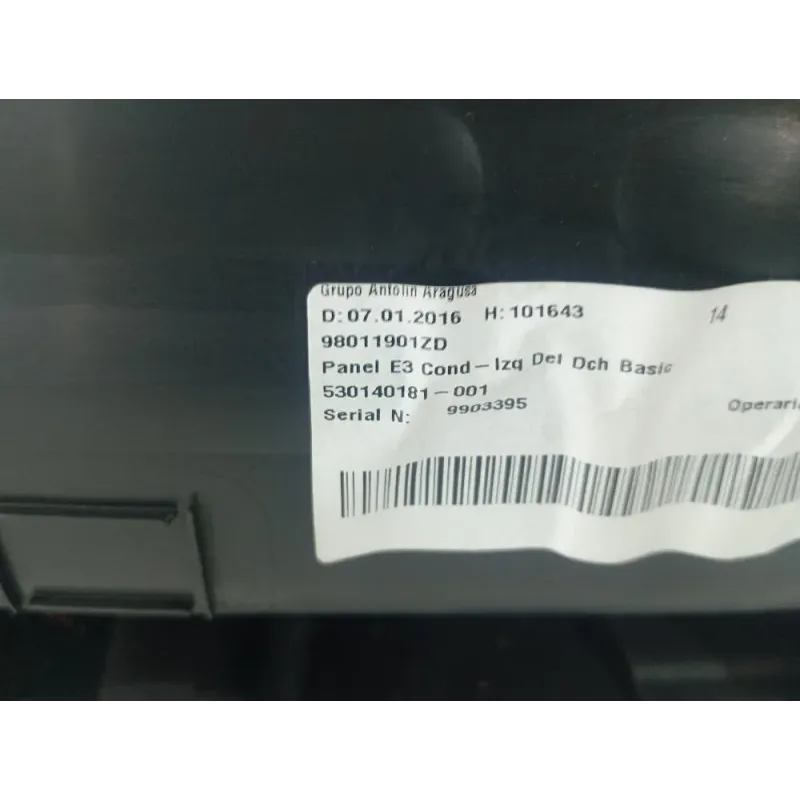 Grupo Antolin Aragusa
D:07.01.2016 H:101643 14
98011901ZD
Panel E3 Cond-Izq Del Dch Basic
530140181-001
Serial N: 9903395